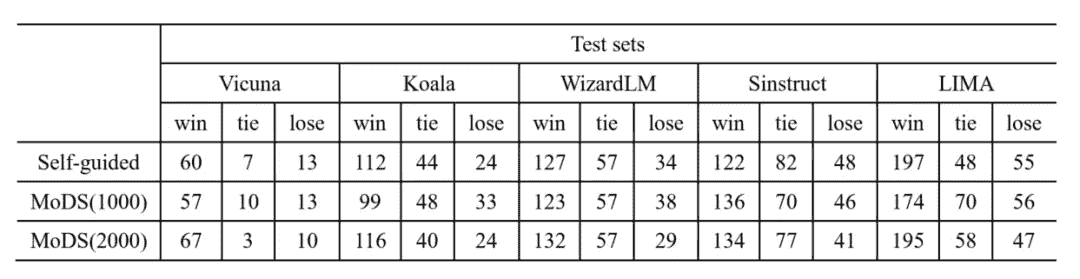 Test sets
Vicuna Koala WizardLM Sinstruct LIMA
win tie lose win tie lose win tie lose win tie lose win tie lose
Self-guided 60 7 13 112 44 24 127 57 34 122 82 48 197 48 55
MoDS(1000) 57 10 13 99 48 33 123 57 38 136 70 46 174 70 56
MoDS(2000) 67 3 10 116 40 24 132 57 29 134 77 41 195 58 47